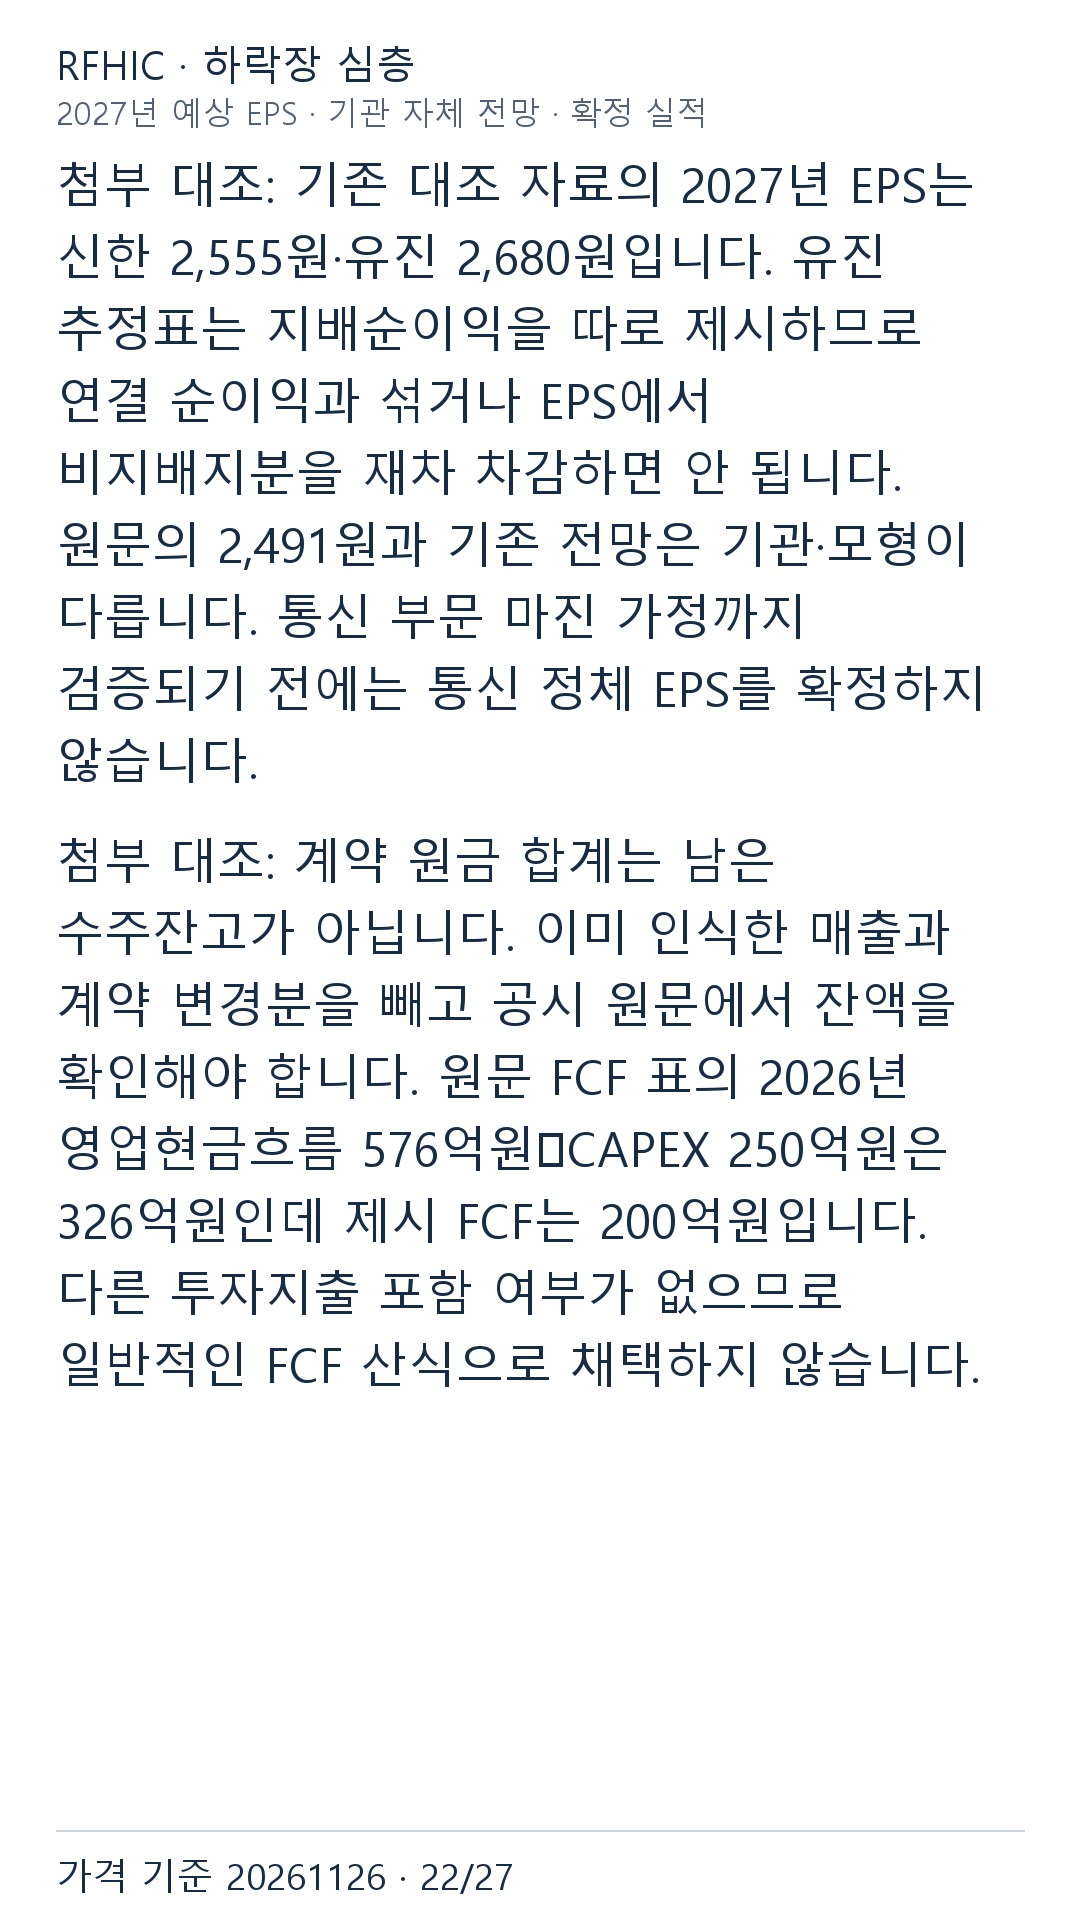 RFHIC · 하락장 심층
2027년 예상 EPS · 기관 자체 전망 · 확정 실적
첨부 대조: 기존 대조 자료의 2027년 EPS는
신한 2,555원·유진 2,680원입니다. 유진
추정표는 지배순이익을 따로 제시하므로
연결 순이익과 섞거나 EPS에서
비지배지분을 재차 차감하면 안 됩니다.
원문의 2,491원과 기존 전망은 기관·모형이
다릅니다. 통신 부문 마진 가정까지
검증되기 전에는 통신 정체 EPS를 확정하지
않습니다.
첨부 대조: 계약 원금 합계는 남은
수주잔고가 아닙니다. 이미 인식한 매출과
계약 변경분을 빼고 공시 원문에서 잔액을
확인해야 합니다. 원문 FCF 표의 2026년
영업현금흐름 576억원□CAPEX 250억원은
326억원인데 제시 FCF는 200억원입니다.
다른 투자지출 포함 여부가 없으므로
일반적인 FCF 산식으로 채택하지 않습니다.
가격 기준 20261126 · 22/27